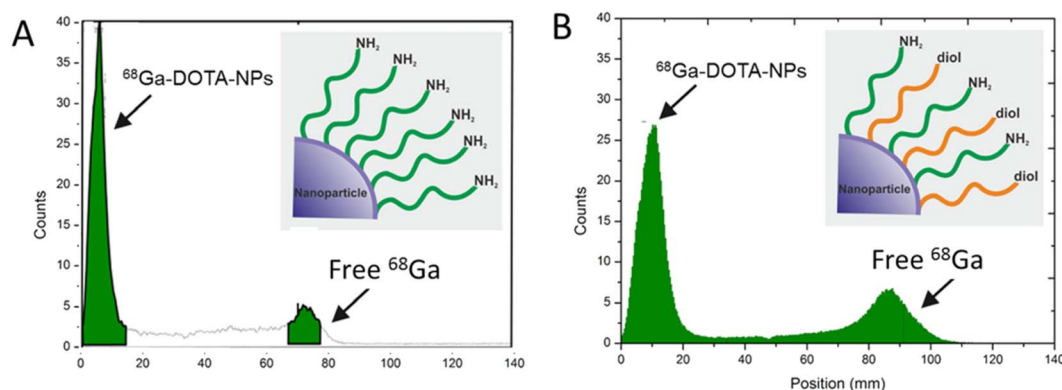 A
40
35
30
25
20
15
10
5
0
Counts
0 20 40 60 80 100 120 140
⁶⁸Ga-DOTA-NPs
Free ⁶⁸Ga
NH₂
NH₂
NH₂
NH₂
NH₂
NH₂
Nanoparticle
B
40
35
30
25
20
15
10
5
0
Counts
0 20 40 60 80 100 120 140
Position (mm)
⁶⁸Ga-DOTA-NPs
Free ⁶⁸Ga
NH₂
diol
NH₂
diol
NH₂
diol
Nanoparticle